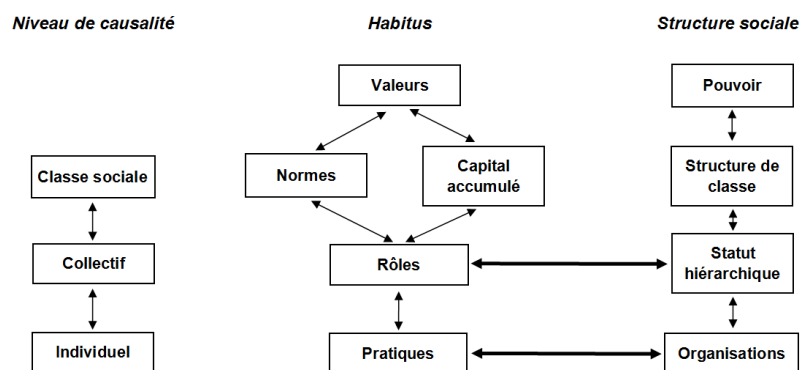 Niveau de causalité
Habitus
Structure sociale
Valeurs
Pouvoir
Classe sociale
Normes
Capital
accumulé
Structure de
classe
Collectif
Rôles
Statut
hiérarchique
Individuel
Pratiques
Organisations